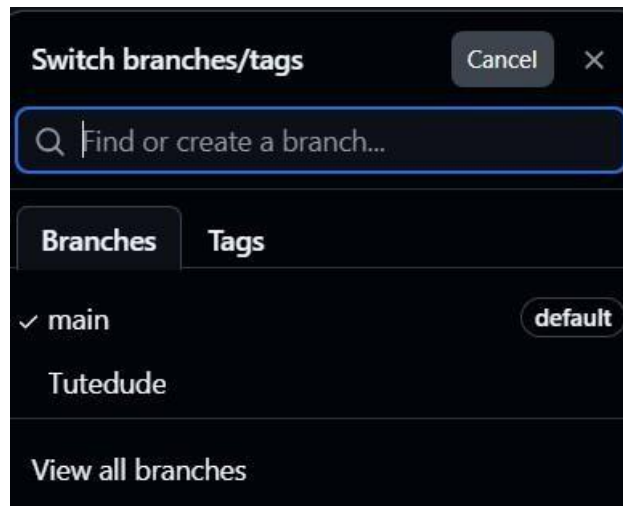 Switch branches/tags Cancel
Find or create a branch...
Branches Tags
main default
Tutedude
View all branches